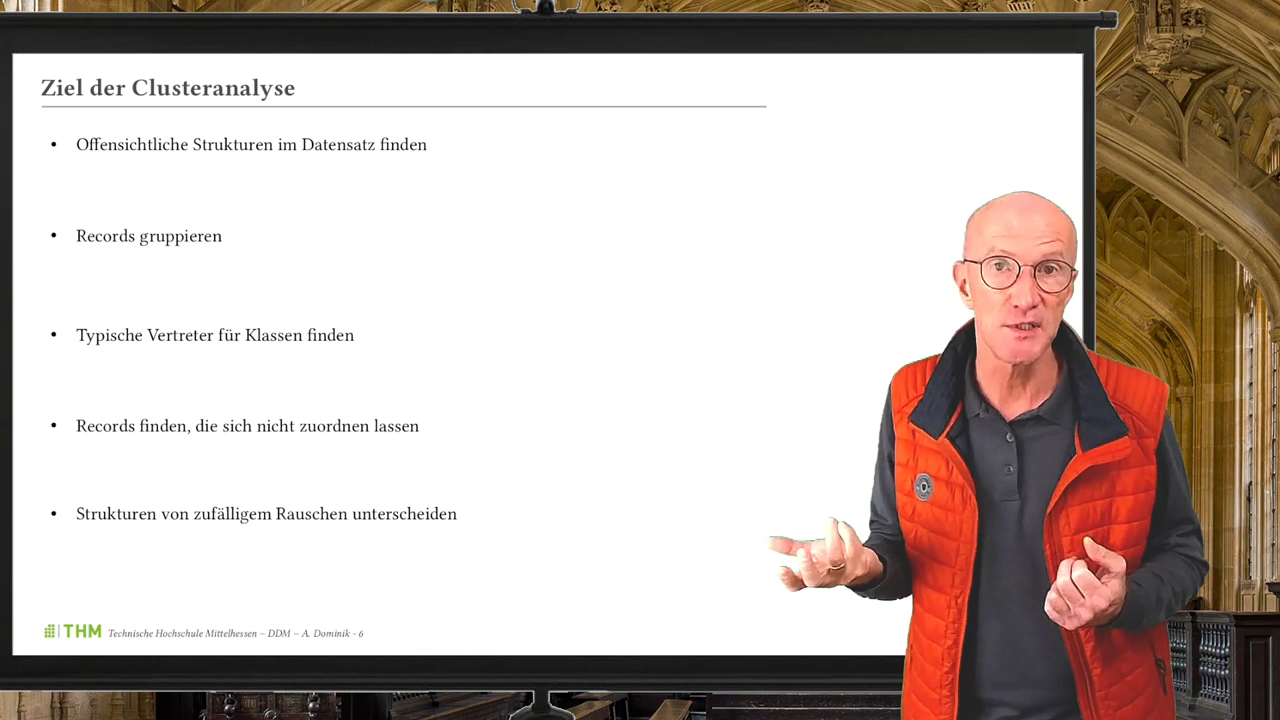 Ziel der Clusteranalyse
• Offensichtliche Strukturen im Datensatz finden
• Records gruppieren
• Typische Vertreter für Klassen finden
• Records finden, die sich nicht zuordnen lassen
• Strukturen von zufälligem Rauschen unterscheiden
THM Technische Hochschule Mittelhessen – DDM – A. Dominik - 6